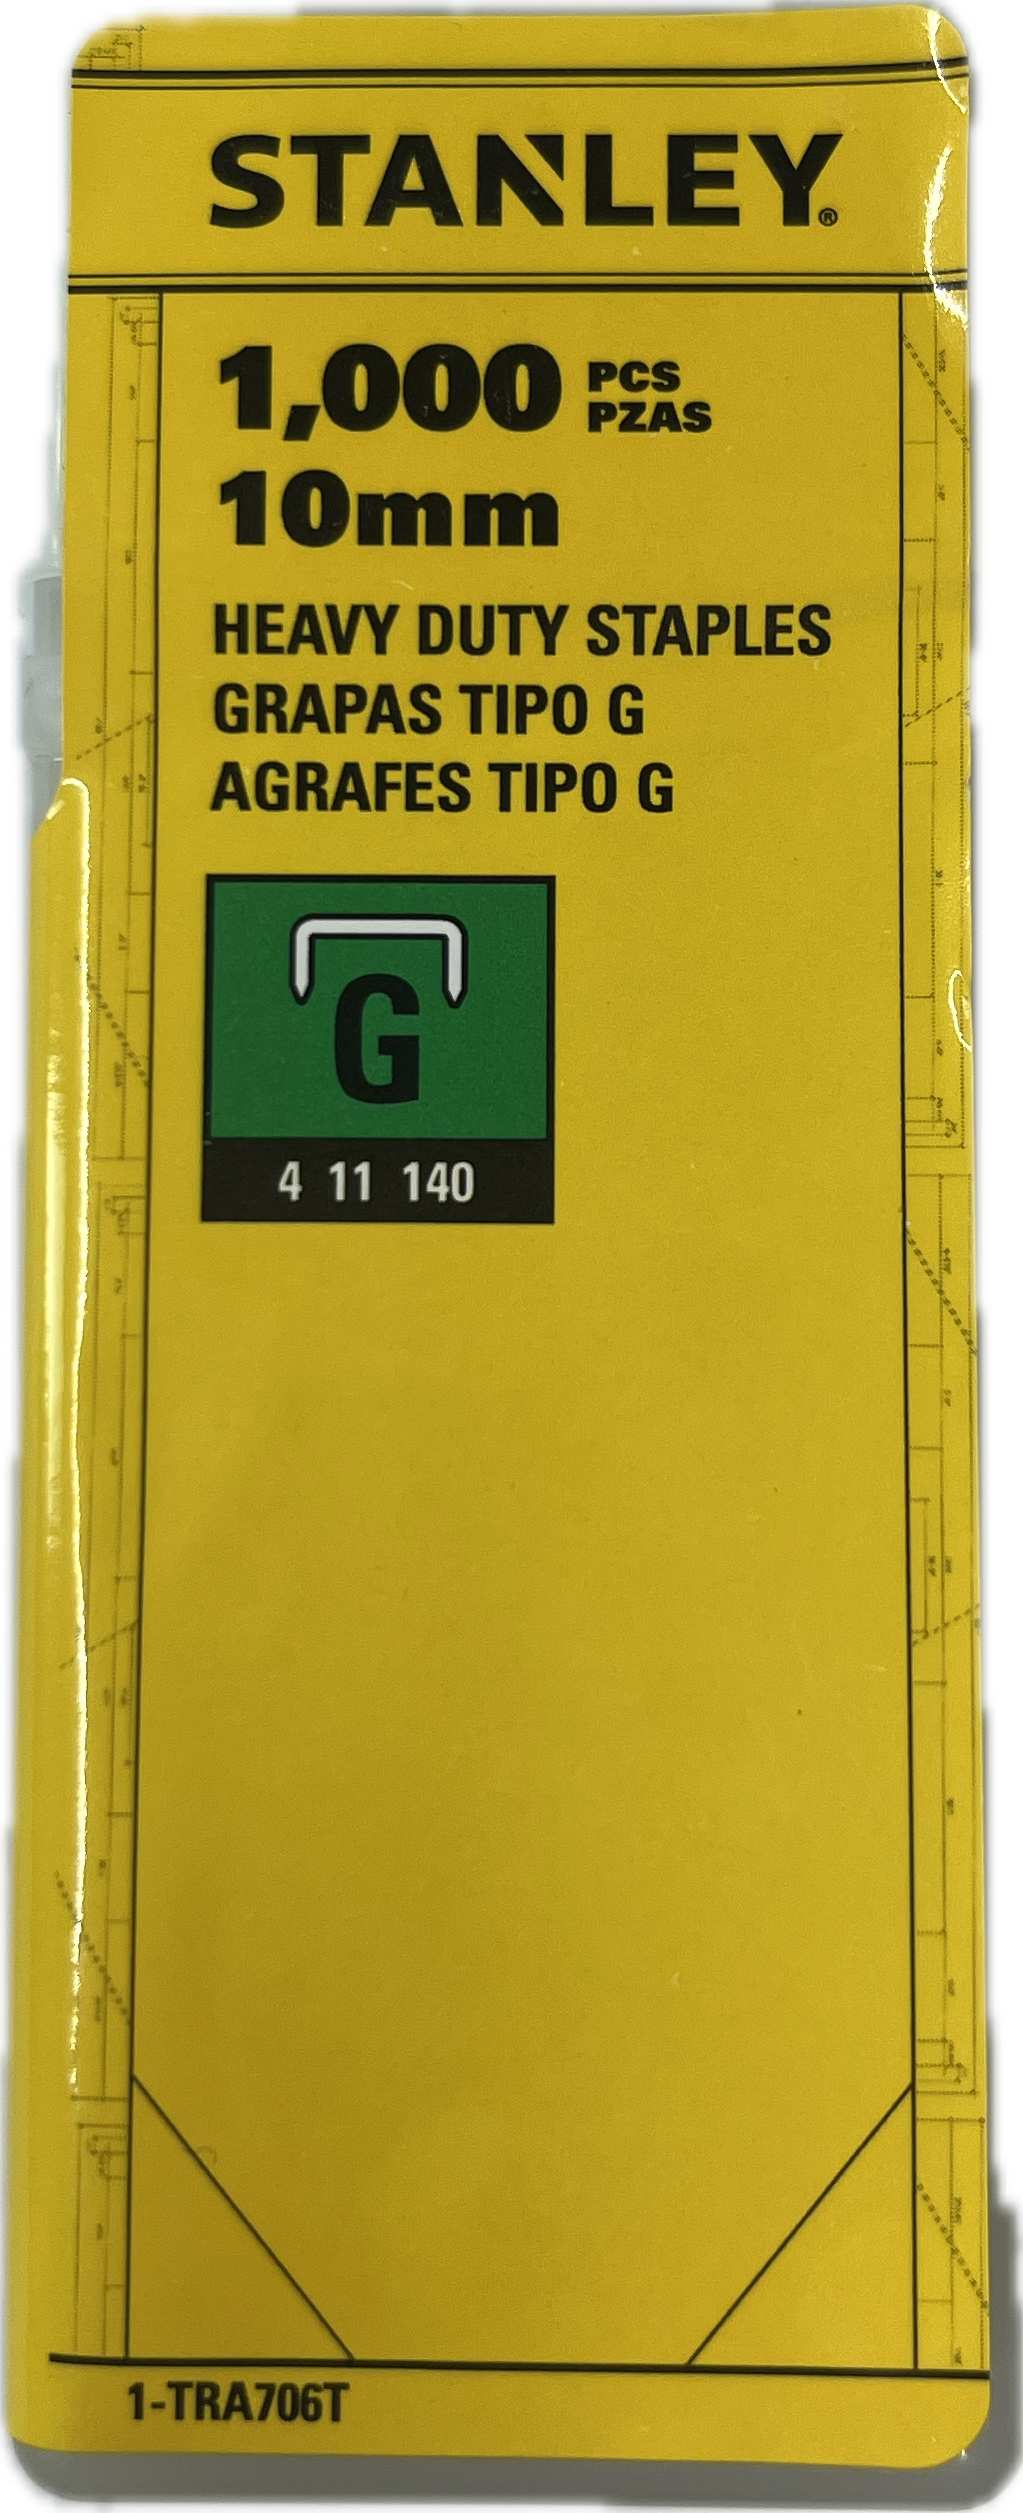 STANLEY®
1,000 PCS
PZAS
10mm
HEAVY DUTY STAPLES
GRAPAS TIPO G
AGRAFES TIPO G
G
4 11 140
1-TRA706T